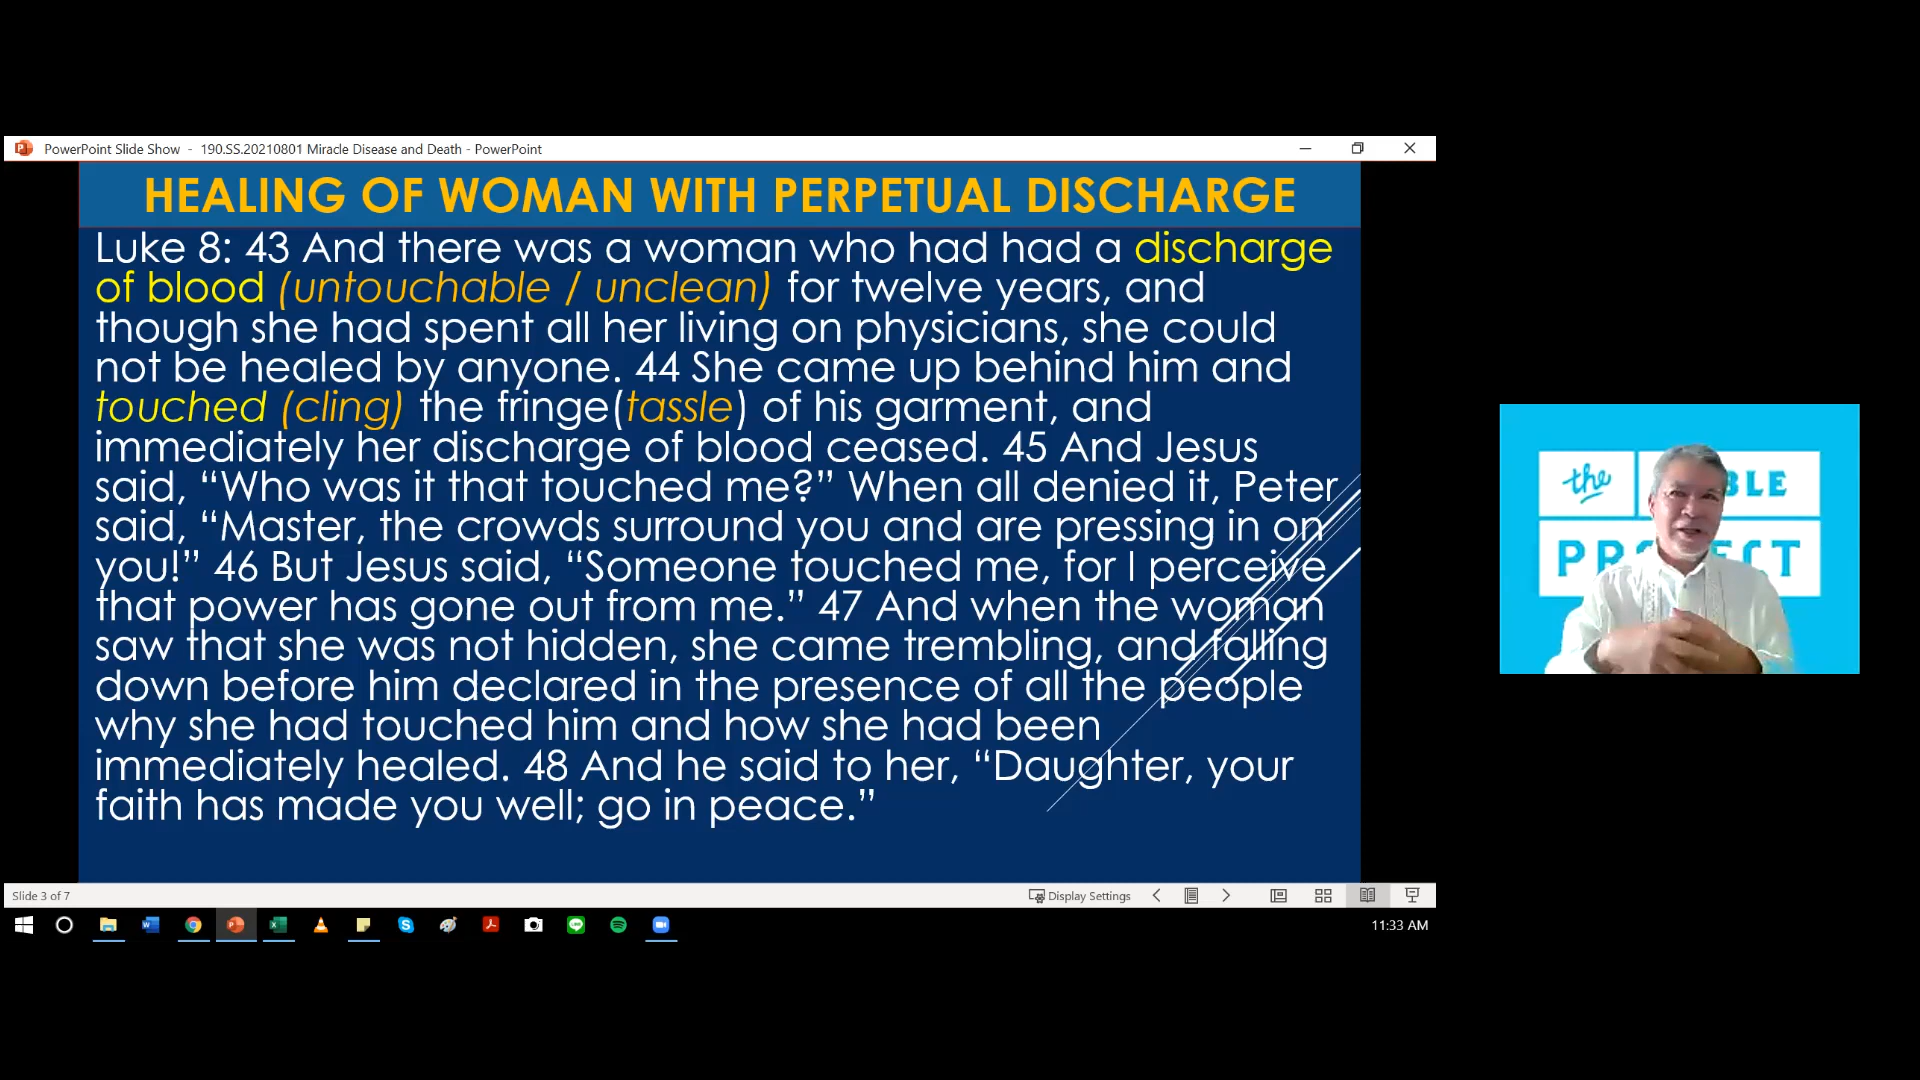 PowerPoint Slide Show - 190.SS.20210801 Miracle Disease and Death - PowerPoint
HEALING OF WOMAN WITH PERPETUAL DISCHARGE
Luke 8: 43 And there was a woman who had had a discharge
of blood (untouchable / unclean) for twelve years, and
though she had spent all her living on physicians, she could
not be healed by anyone. 44 She came up behind him and
touched (cling) the fringe(tassle) of his garment, and
immediately her discharge of blood ceased. 45 And Jesus
said, “Who was it that touched me?” When all denied it, Peter
said, “Master, the crowds surround you and are pressing in on
you!” 46 But Jesus said, “Someone touched me, for I perceive
that power has gone out from me.” 47 And when the woman
saw that she was not hidden, she came trembling, and falling
down before him declared in the presence of all the people
why she had touched him and how she had been
immediately healed. 48 And he said to her, “Daughter, your
faith has made you well; go in peace.”
Slide 3 of 7
Display Settings
11:33 AM
the